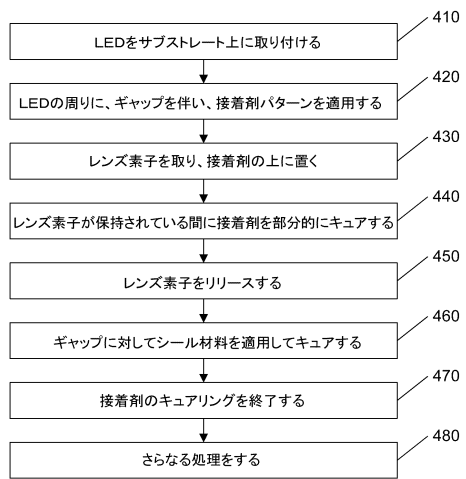 410
LEDをサブストレート上に取り付ける
420
LEDの周りに、ギャップを伴い、接着剤パターンを適用する
430
レンズ素子を取り、接着剤の上に置く
440
レンズ素子が保持されている間に接着剤を部分的にキュアする
450
レンズ素子をリリースする
460
ギャップに対してシール材料を適用してキュアする
470
接着剤のキュアリングを終了する
480
さらなる処理をする